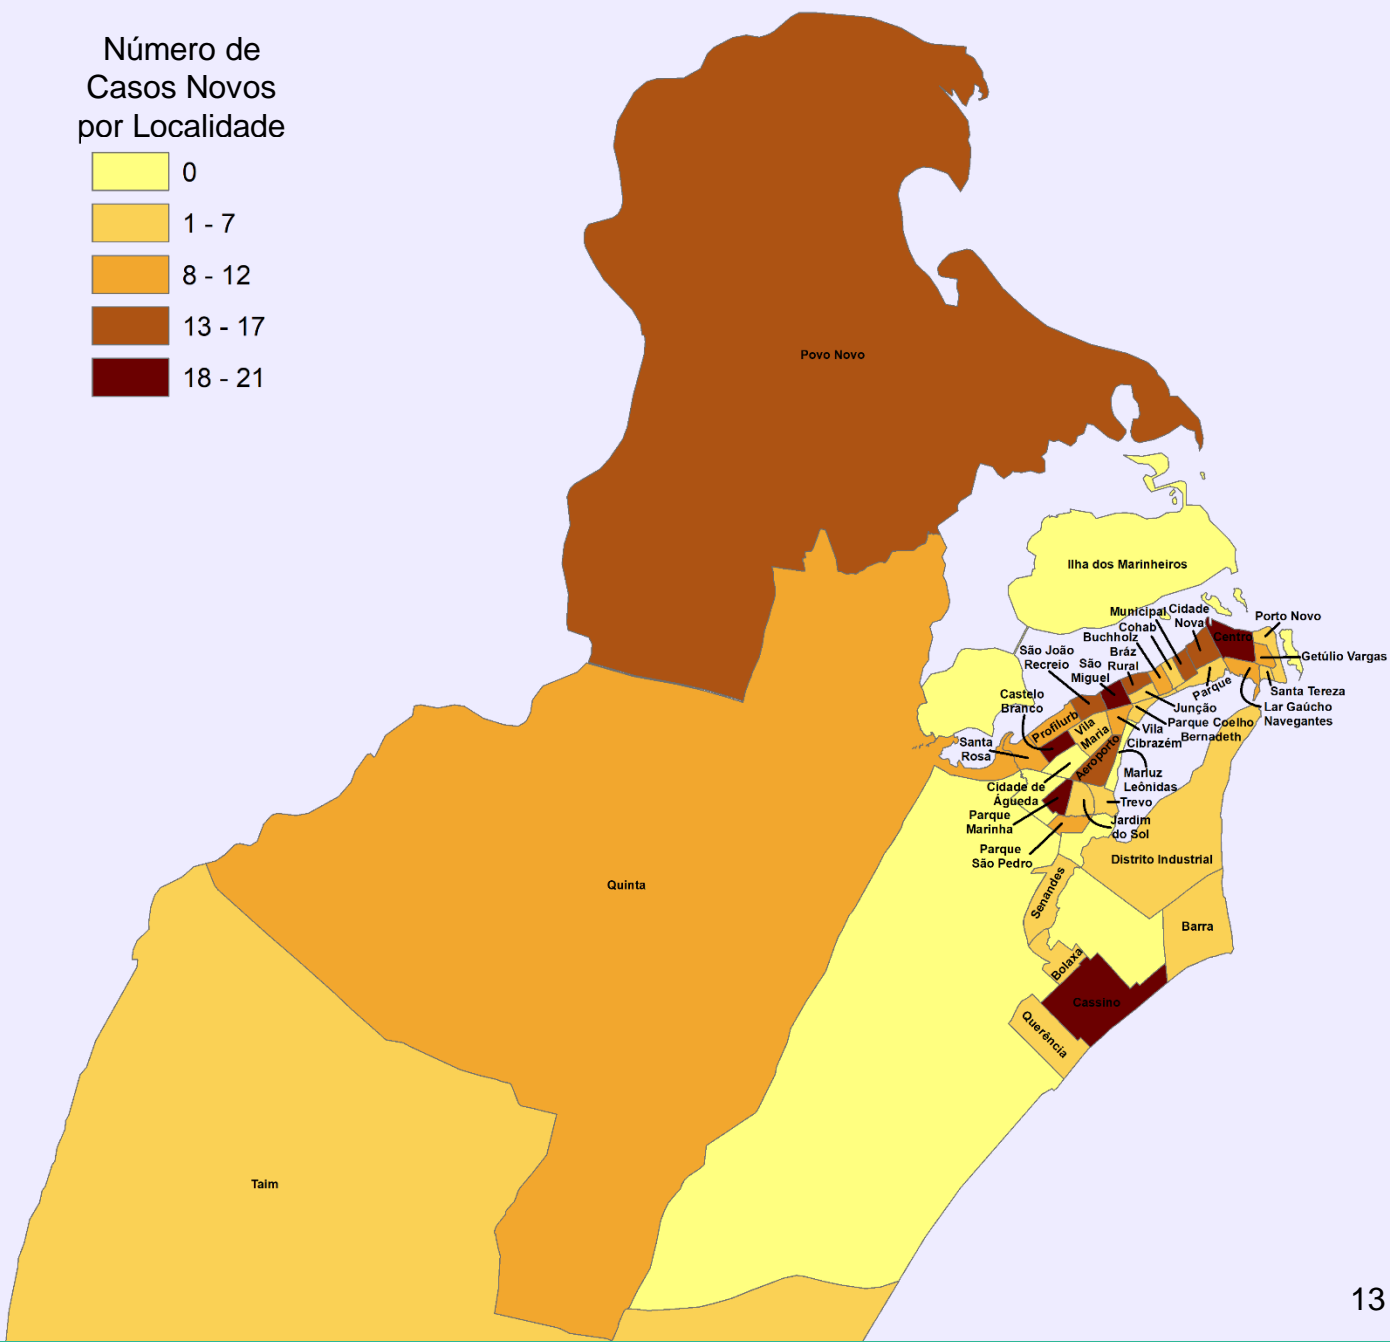 Número de
Casos Novos
por Localidade
0
1 - 7
8 - 12
13 - 17
18 - 21
Povo Novo
Ilha dos Marinheiros
Municipal
Cidade
Nova
Porto Novo
Cohab
Centro
Buchholz
Getúlio Vargas
São João
Recreio
Bráz
Rural
São
Miguel
Parque
Santa Tereza
Castelo
Branco
Junção
Lar Gaúcho
Navegantes
Profilurb
Vila
Maria
Parque Coelho
Bernadeth
Vila
Cibrazém
Santa
Rosa
Aeroporto
Marluz
Leônidas
Cidade de
Águeda
Trevo
Parque
Marinha
Jardim
do Sol
Parque
São Pedro
Distrito Industrial
Quinta
Senandes
Barra
Bolaxa
Cassino
Querência
Taim
13